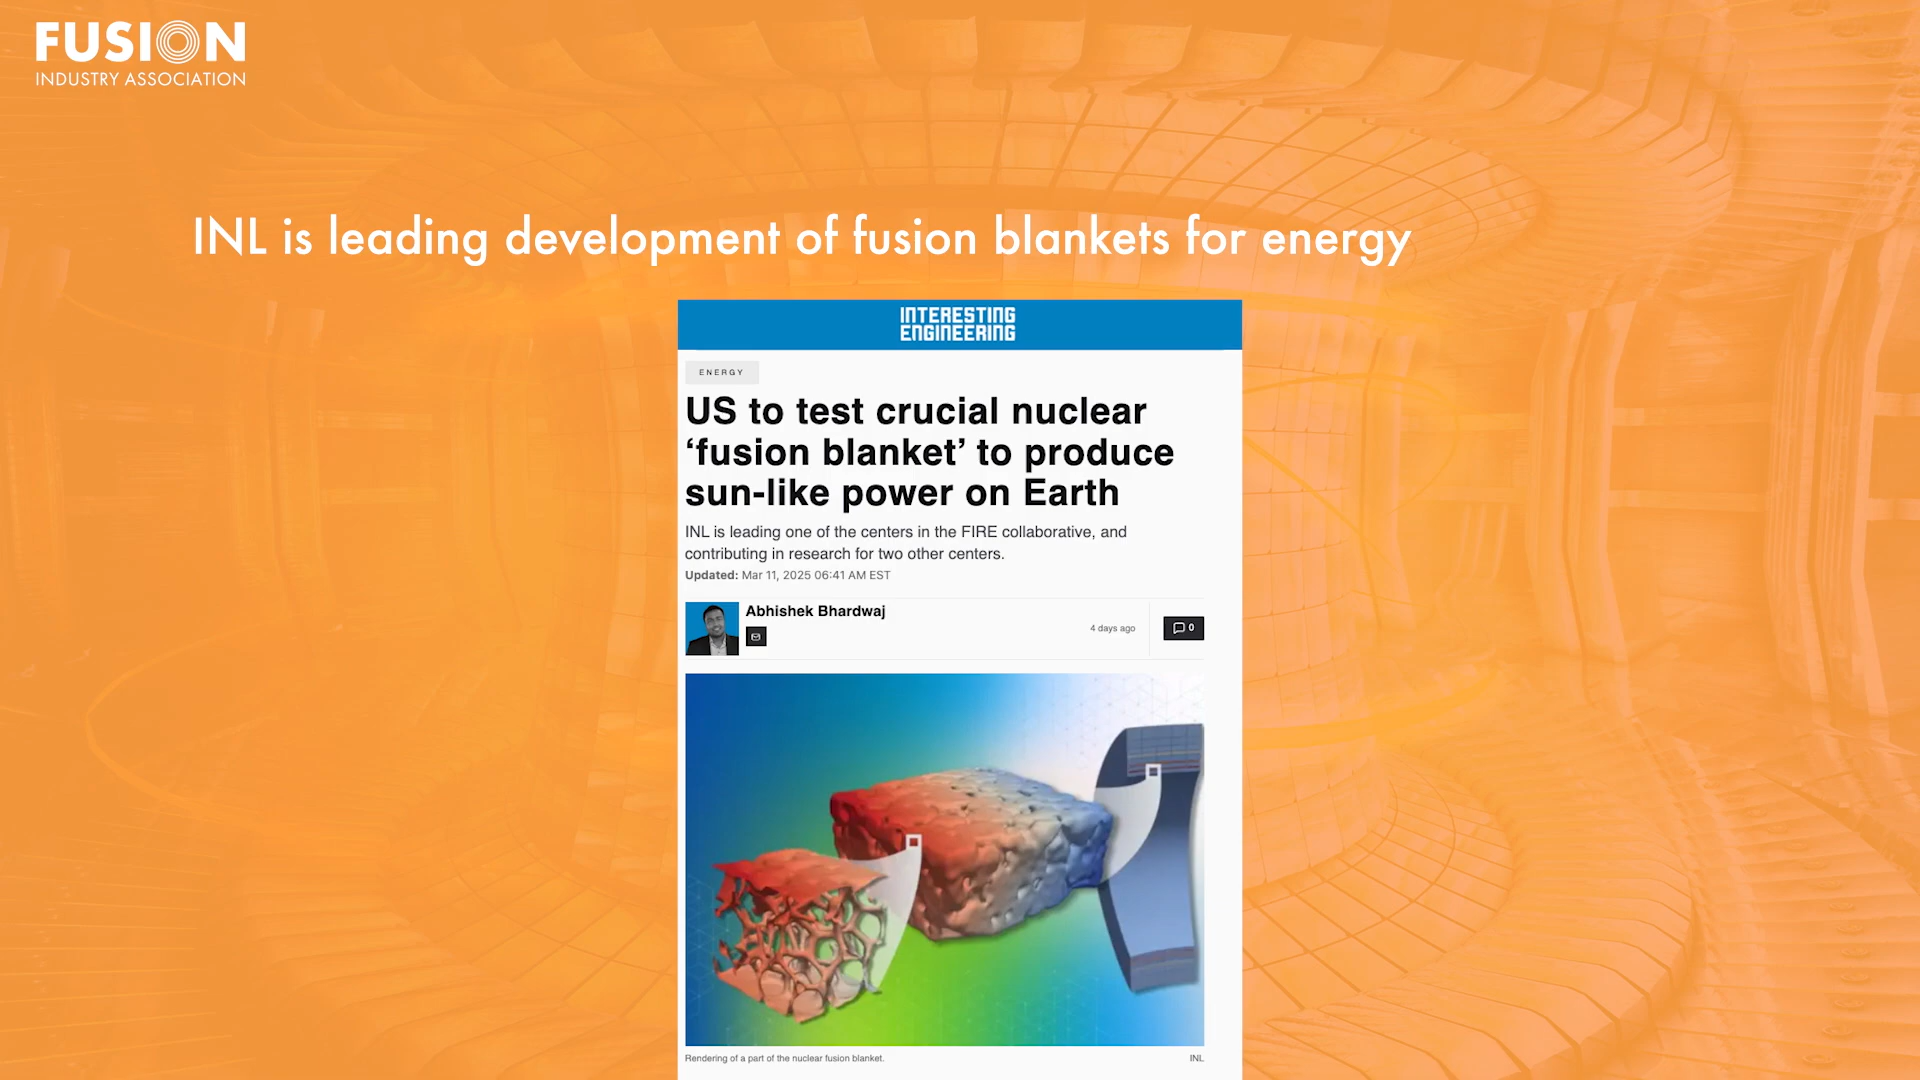 FUSION
INDUSTRY ASSOCIATION
INL is leading development of fusion blankets for energy
INTERESTING
ENGINEERING
ENERGY
US to test crucial nuclear
‘fusion blanket’ to produce
sun-like power on Earth
INL is leading one of the centers in the FIRE collaborative, and
contributing in research for two other centers.
Updated: Mar 11, 2025 06:41 AM EST
Abhishek Bhardwaj
4 days ago
0
Rendering of a part of the nuclear fusion blanket.
INL